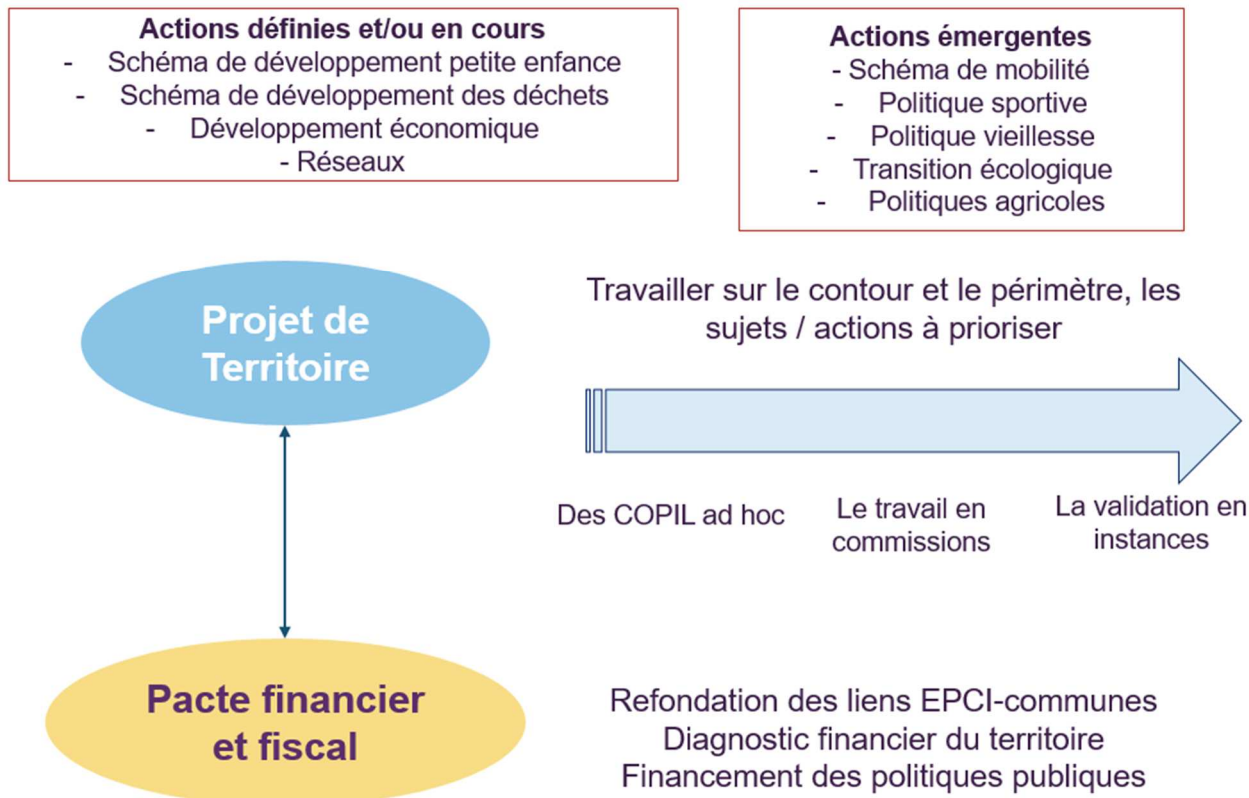 Actions définies et/ou en cours
- Schéma de développement petite enfance
- Schéma de développement des déchets
- Développement économique
- Réseaux
Actions émergentes
- Schéma de mobilité
- Politique sportive
- Politique vieillesse
- Transition écologique
- Politiques agricoles
Projet de
Territoire
Travailler sur le contour et le périmètre, les
sujets / actions à prioriser
Des COPIL ad hoc
Le travail en
commissions
La validation en
instances
Pacte financier
et fiscal
Refondation des liens EPCI-communes
Diagnostic financier du territoire
Financement des politiques publiques